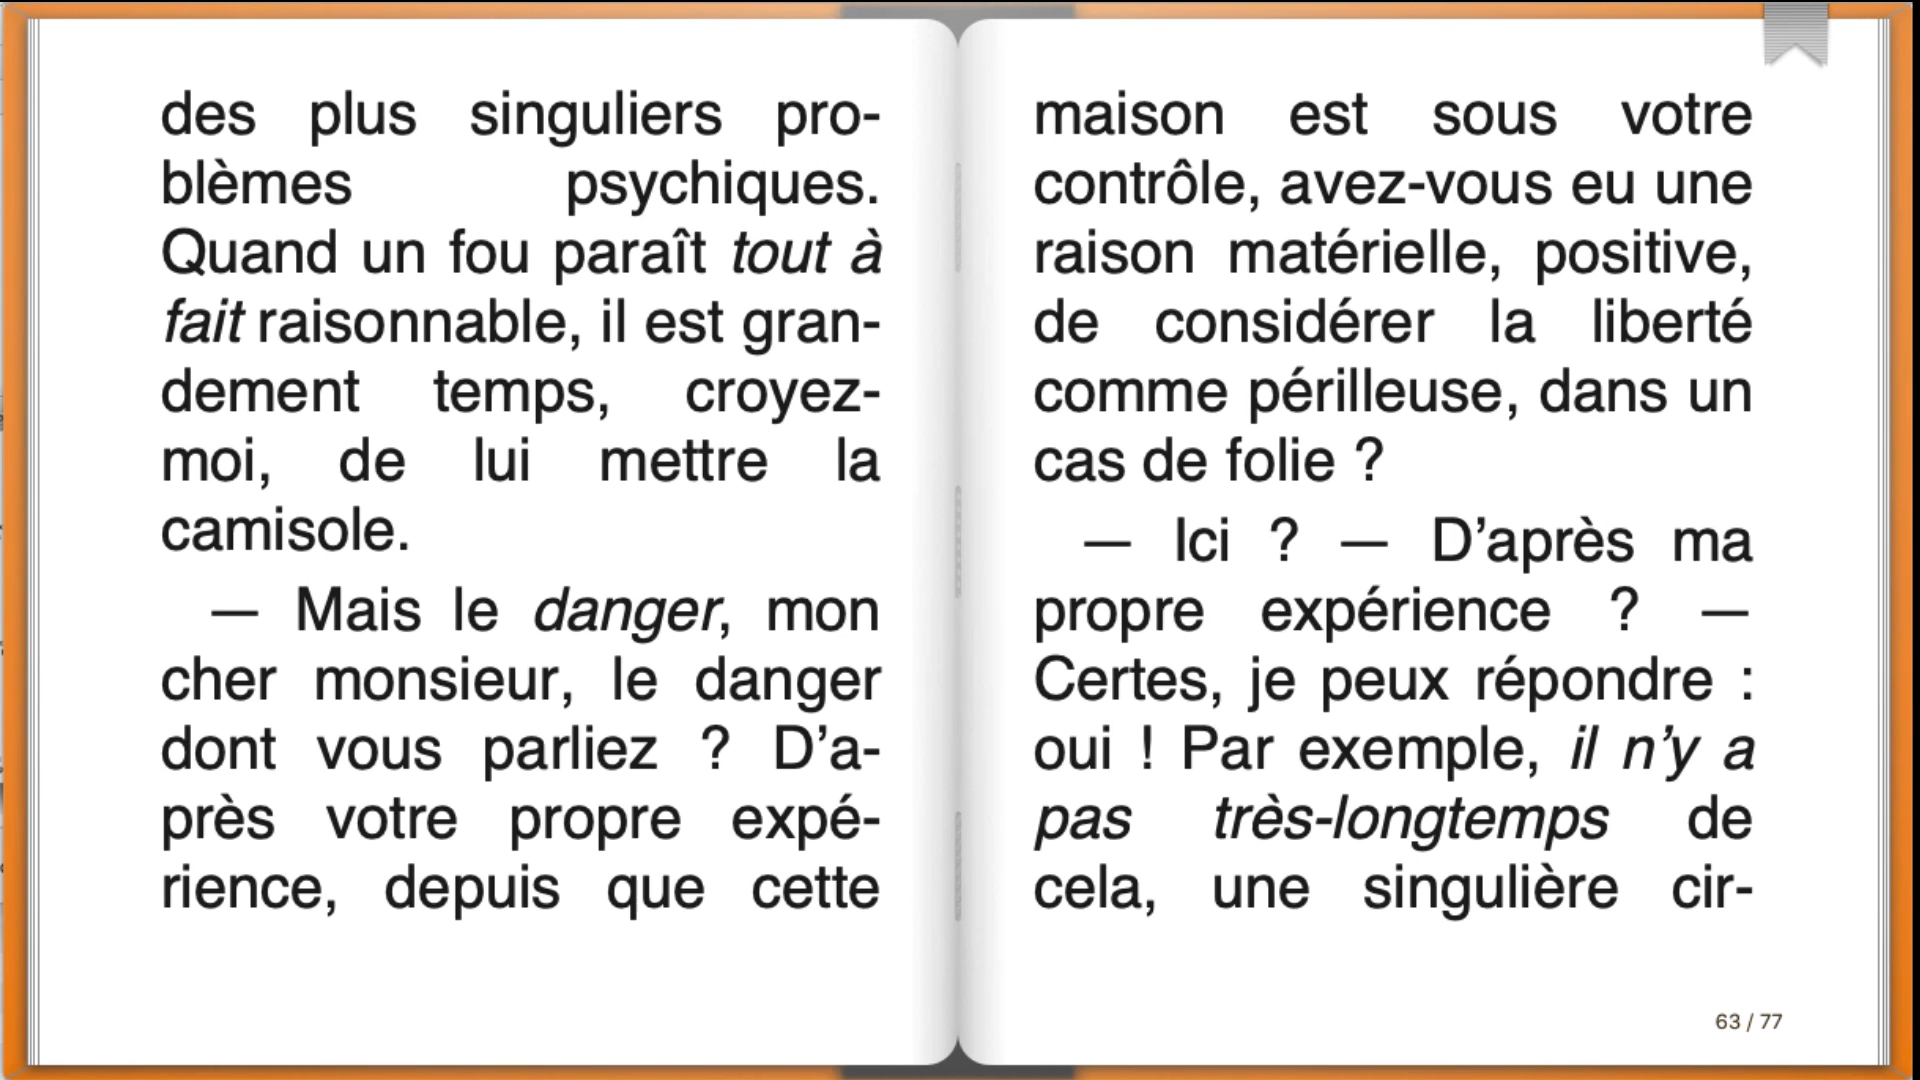 des plus singuliers pro-
blèmes psychiques.
Quand un fou paraît tout à
fait raisonnable, il est gran-
dement temps, croyez-
moi, de lui mettre la
camisole.
— Mais le danger, mon
cher monsieur, le danger
dont vous parliez ? D’a-
près votre propre expé-
rience, depuis que cette
maison est sous votre
contrôle, avez-vous eu une
raison matérielle, positive,
de considérer la liberté
comme périlleuse, dans un
cas de folie ?
— Ici ? — D’après ma
propre expérience ? —
Certes, je peux répondre :
oui ! Par exemple, il n’y a
pas très-longtemps de
cela, une singulière cir-
63 / 77